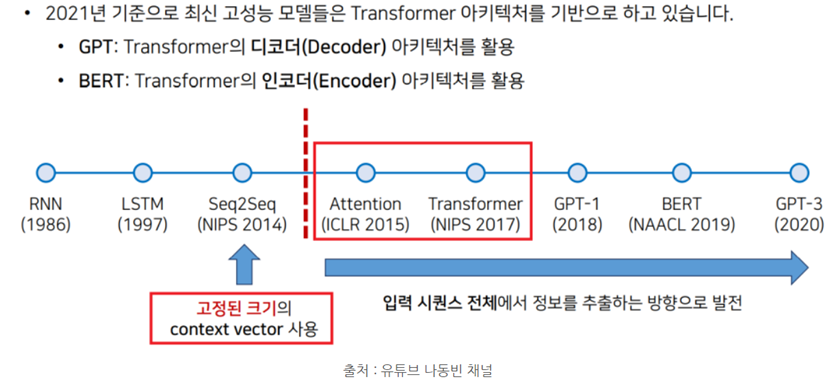 • 2021년 기준으로 최신 고성능 모델들은 Transformer 아키텍처를 기반으로 하고 있습니다.
• GPT: Transformer의 디코더(Decoder) 아키텍처를 활용
• BERT: Transformer의 인코더(Encoder) 아키텍처를 활용
RNN
(1986)
LSTM
(1997)
Seq2Seq
(NIPS 2014)
Attention
(ICLR 2015)
Transformer
(NIPS 2017)
GPT-1
(2018)
BERT
(NAACL 2019)
GPT-3
(2020)
고정된 크기의
context vector 사용
입력 시퀀스 전체에서 정보를 추출하는 방향으로 발전
출처 : 유튜브 나동빈 채널